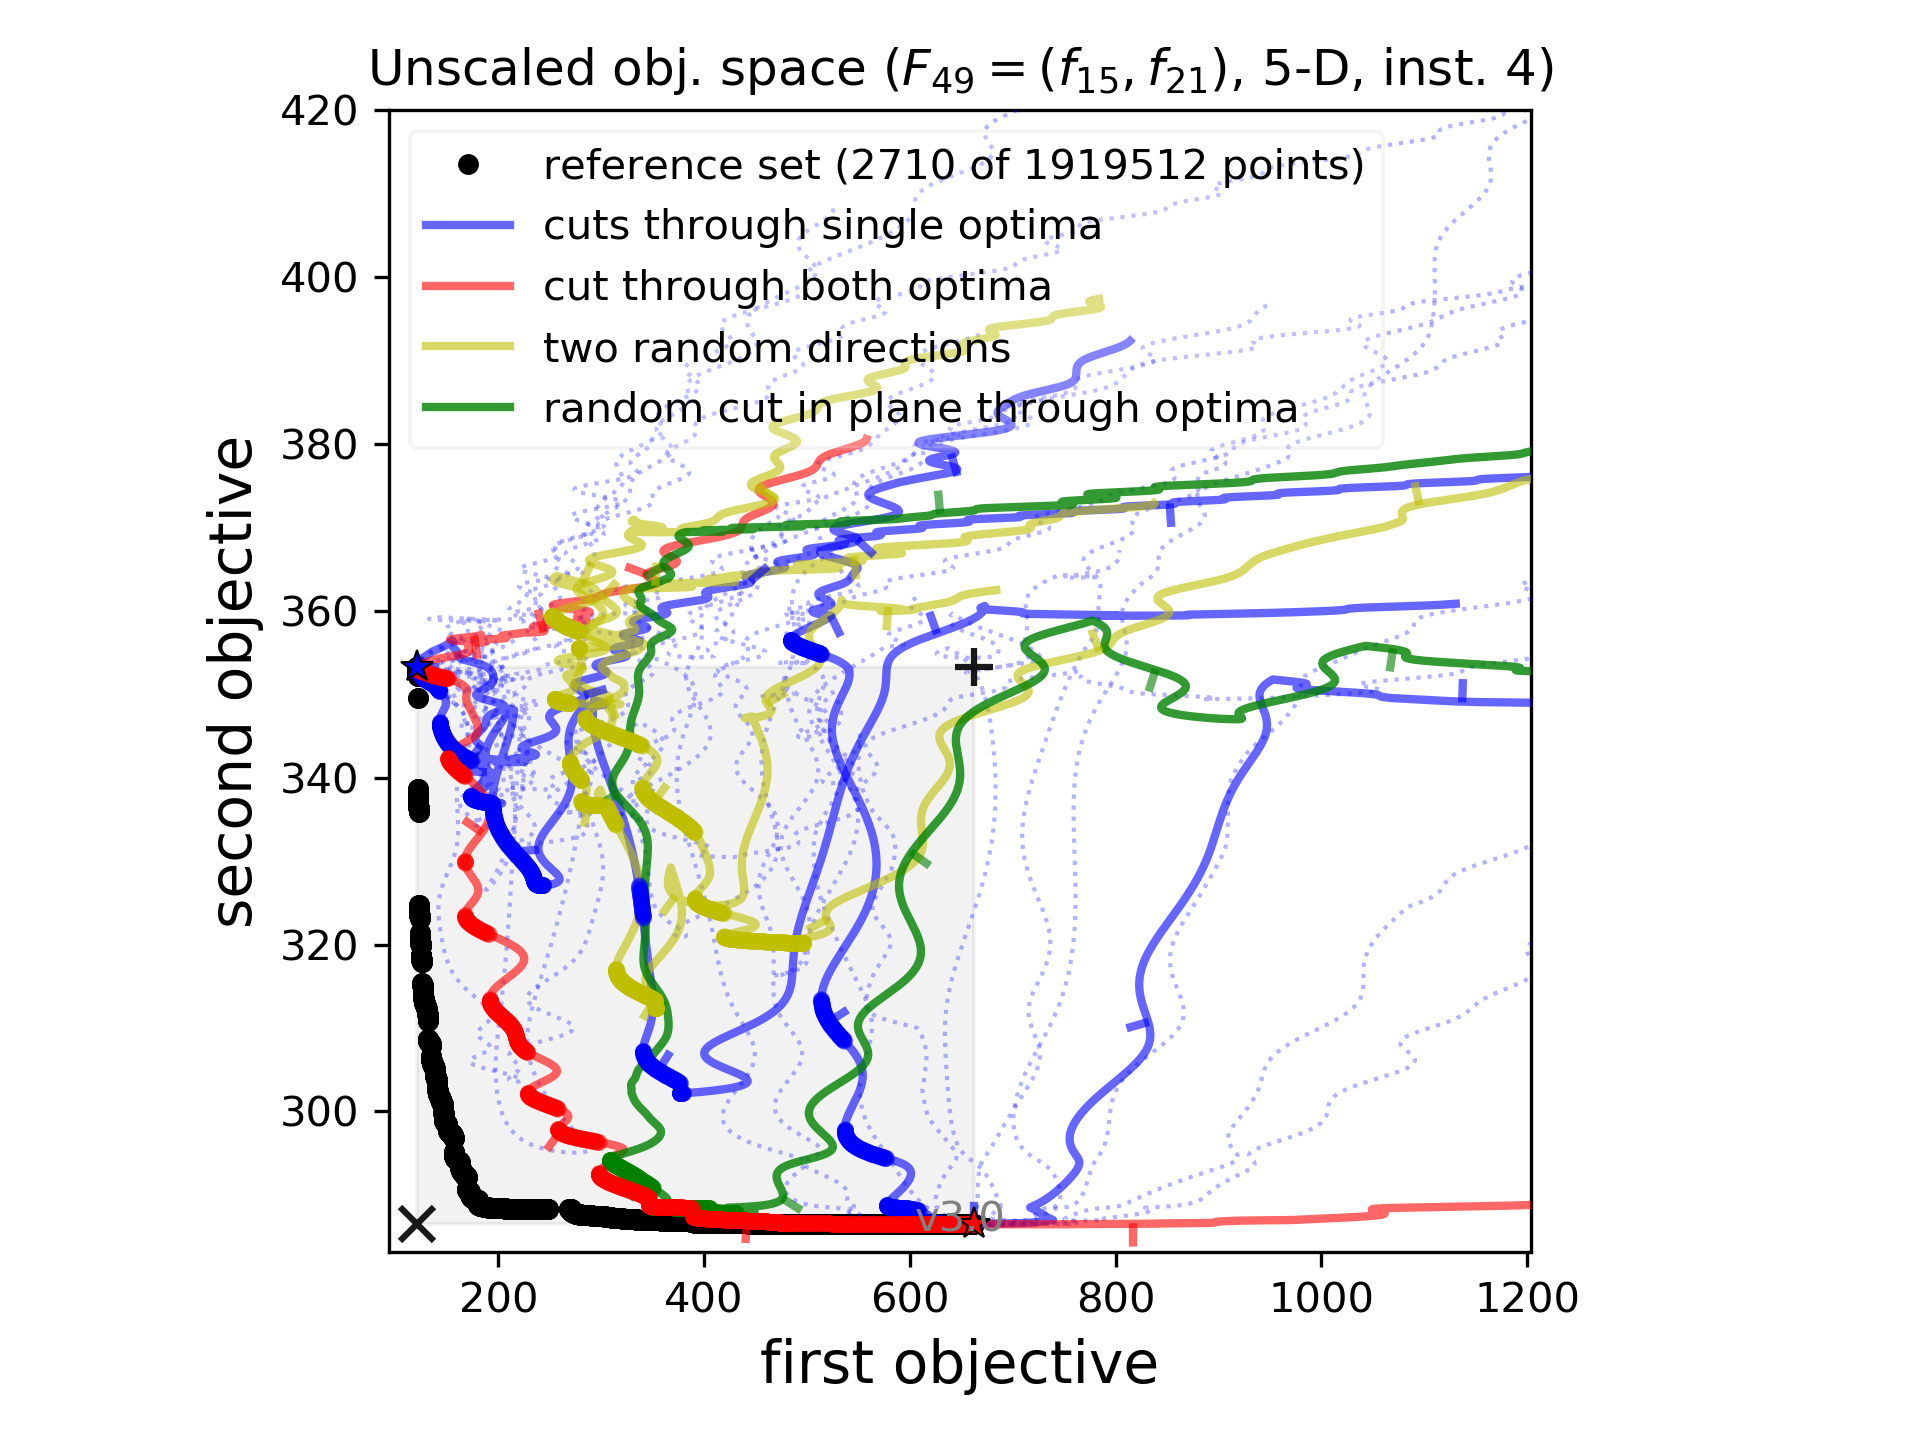 Unscaled obj. space (F₄₉ = (f₁₅, f₂₁), 5-D, inst. 4)
420
400
380
360
340
320
300
second objective
reference set (2710 of 1919512 points)
cuts through single optima
cut through both optima
two random directions
random cut in plane through optima
v3.0
200 400 600 800 1000 1200
first objective